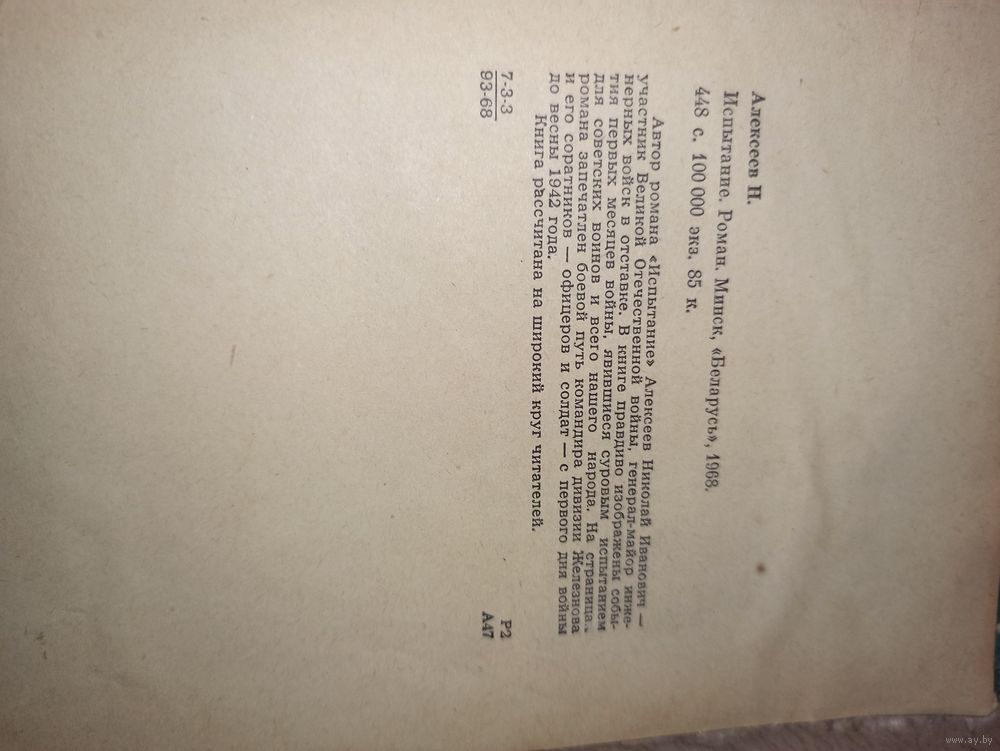 Алексеев Н.
Испытание. Роман. Минск, «Беларусь», 1968.
448 с. 100 000 экз. 85 к.
Автор романа «Испытание» Алексеев Николай Иванович —
участник Великой Отечественной войны, генерал-майор инже-
нерных войск в отставке. В книге правдиво изображены собы-
тия первых месяцев войны, явившиеся суровым испытанием
для советских воинов и всего нашего народа. На страница..
романа запечатлен боевой путь командира дивизии Железнова
и его соратников — офицеров и солдат — с первого дня войны
до весны 1942 года.
Книга рассчитана на широкий круг читателей.
7-3-3 Р2
93-68 А47
www.ay.by